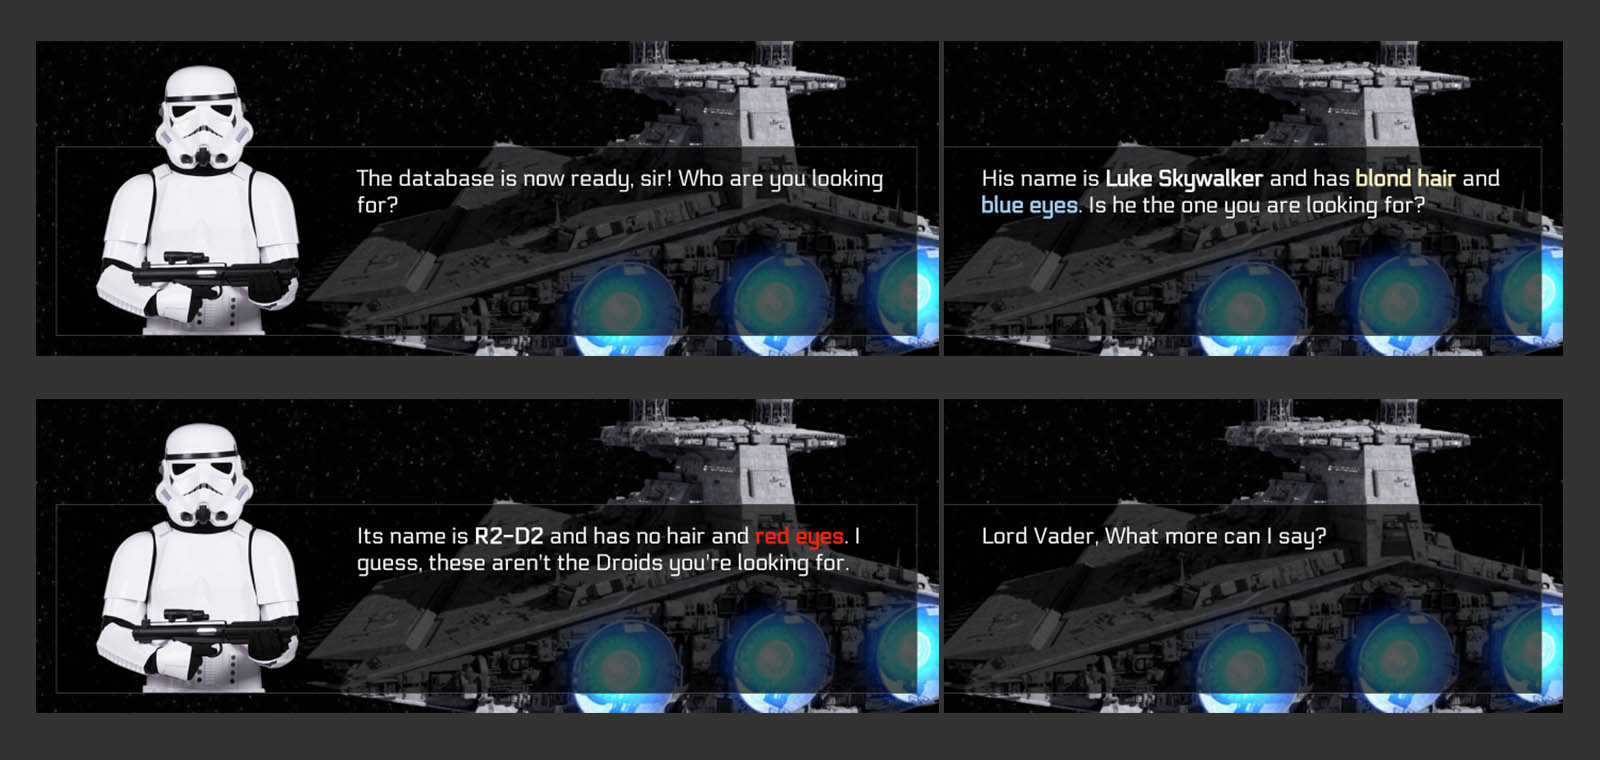 The database is now ready, sir! Who are you looking
for?
His name is Luke Skywalker and has blond hair and
blue eyes. Is he the one you are looking for?
Its name is R2-D2 and has no hair and red eyes. I
guess, these aren't the Droids you're looking for.
Lord Vader, What more can I say?